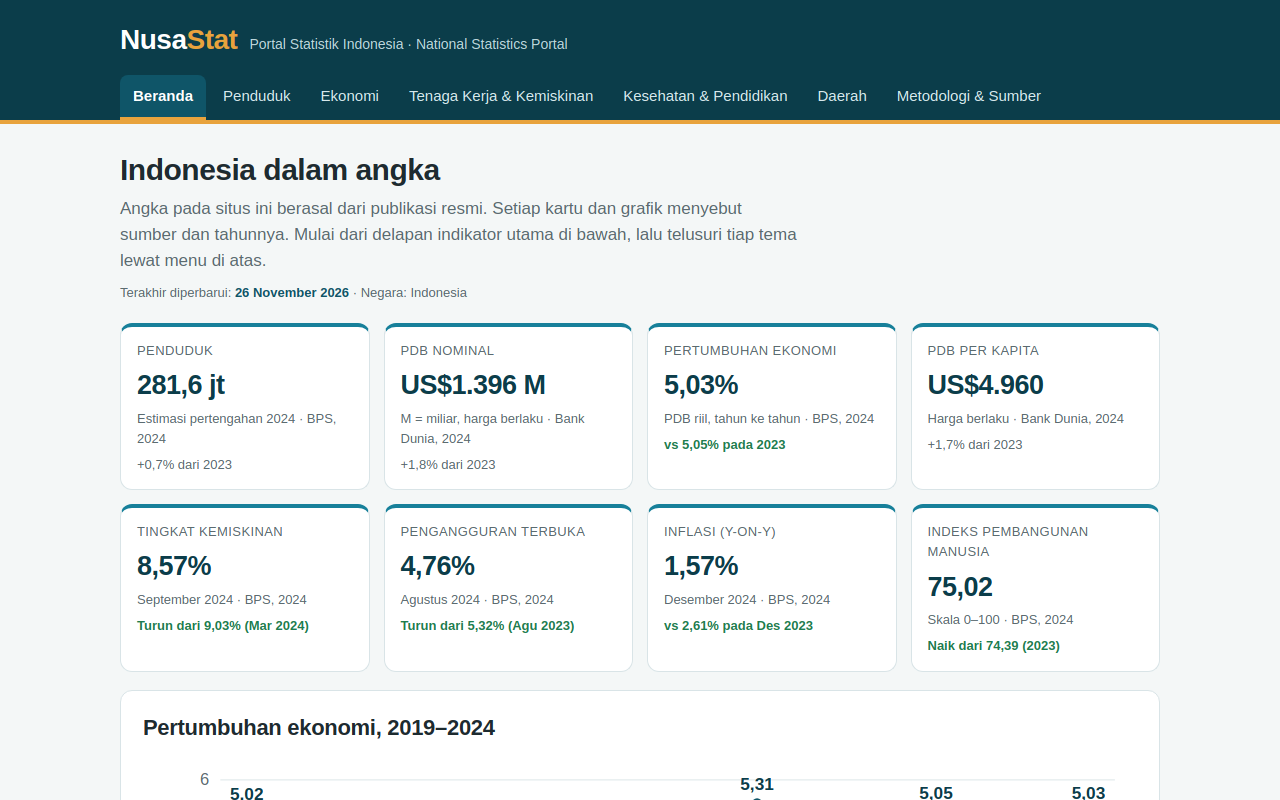 NusaStat Portal Statistik Indonesia · National Statistics Portal
Beranda Penduduk Ekonomi Tenaga Kerja & Kemiskinan Kesehatan & Pendidikan Daerah Metodologi & Sumber
Indonesia dalam angka
Angka pada situs ini berasal dari publikasi resmi. Setiap kartu dan grafik menyebut
sumber dan tahunnya. Mulai dari delapan indikator utama di bawah, lalu telusuri tiap tema
lewat menu di atas.
Terakhir diperbarui: 26 November 2026 · Negara: Indonesia
PENDUDUK
281,6 jt
Estimasi pertengahan 2024 · BPS,
2024
+0,7% dari 2023
PDB NOMINAL
US$1.396 M
M = miliar, harga berlaku · Bank
Dunia, 2024
+1,8% dari 2023
PERTUMBUHAN EKONOMI
5,03%
PDB riil, tahun ke tahun · BPS, 2024
vs 5,05% pada 2023
PDB PER KAPITA
US$4.960
Harga berlaku · Bank Dunia, 2024
+1,7% dari 2023
TINGKAT KEMISKINAN
8,57%
September 2024 · BPS, 2024
Turun dari 9,03% (Mar 2024)
PENGANGGURAN TERBUKA
4,76%
Agustus 2024 · BPS, 2024
Turun dari 5,32% (Agu 2023)
INFLASI (Y-ON-Y)
1,57%
Desember 2024 · BPS, 2024
vs 2,61% pada Des 2023
INDEKS PEMBANGUNAN
MANUSIA
75,02
Skala 0–100 · BPS, 2024
Naik dari 74,39 (2023)
Pertumbuhan ekonomi, 2019–2024
6
5,02 5,31 5,05 5,03